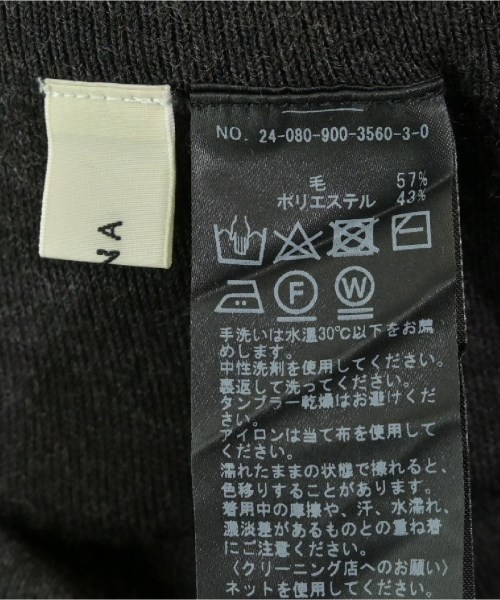 NA
NO. 24-080-900-3560-3-0
毛 57%
ポリエステル 43%
F W
手洗いは水温30℃以下をお薦
めします。
中性洗剤を使用してください。
裏返して洗ってください。
タンブラー乾燥はお避けくだ
さい。
アイロンは当て布を使用して
ください。
濡れたままの状態で擦れると、
色移りすることがあります。
着用中の摩擦や、汗、水濡れ、
濃淡差があるものとの重ね着
にご注意ください。
〈クリーニング店へのお願い〉
ネットを使用してください。